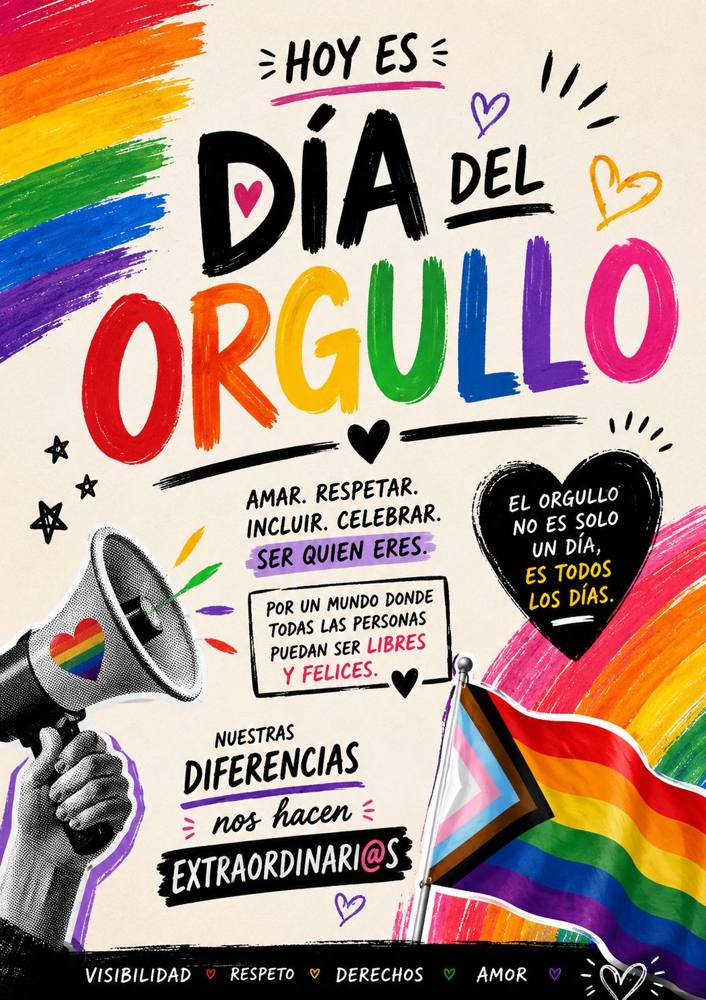 HOY ES
DÍA DEL
ORGULLO
AMAR. RESPETAR.
INCLUIR. CELEBRAR.
SER QUIEN ERES.
EL ORGULLO
NO ES SOLO
UN DÍA,
ES TODOS
LOS DÍAS.
POR UN MUNDO DONDE
TODAS LAS PERSONAS
PUEDAN SER LIBRES
Y FELICES.
NUESTRAS
DIFERENCIAS
nos hacen
EXTRAORDINARI@S
VISIBILIDAD RESPETO DERECHOS AMOR